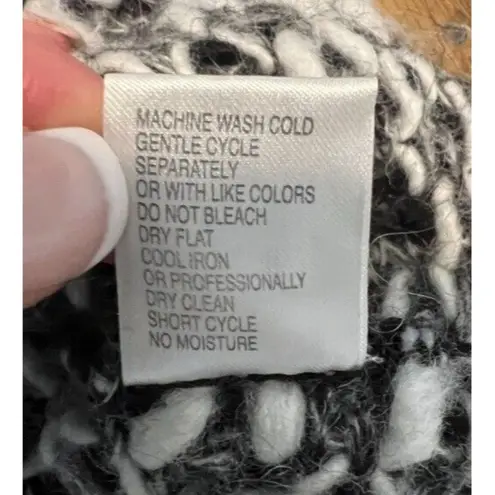 MACHINE WASH COLD
GENTLE CYCLE
SEPARATELY
OR WITH LIKE COLORS
DO NOT BLEACH
DRY FLAT
COOL IRON
OR PROFESSIONALLY
DRY CLEAN
SHORT CYCLE
NO MOISTURE